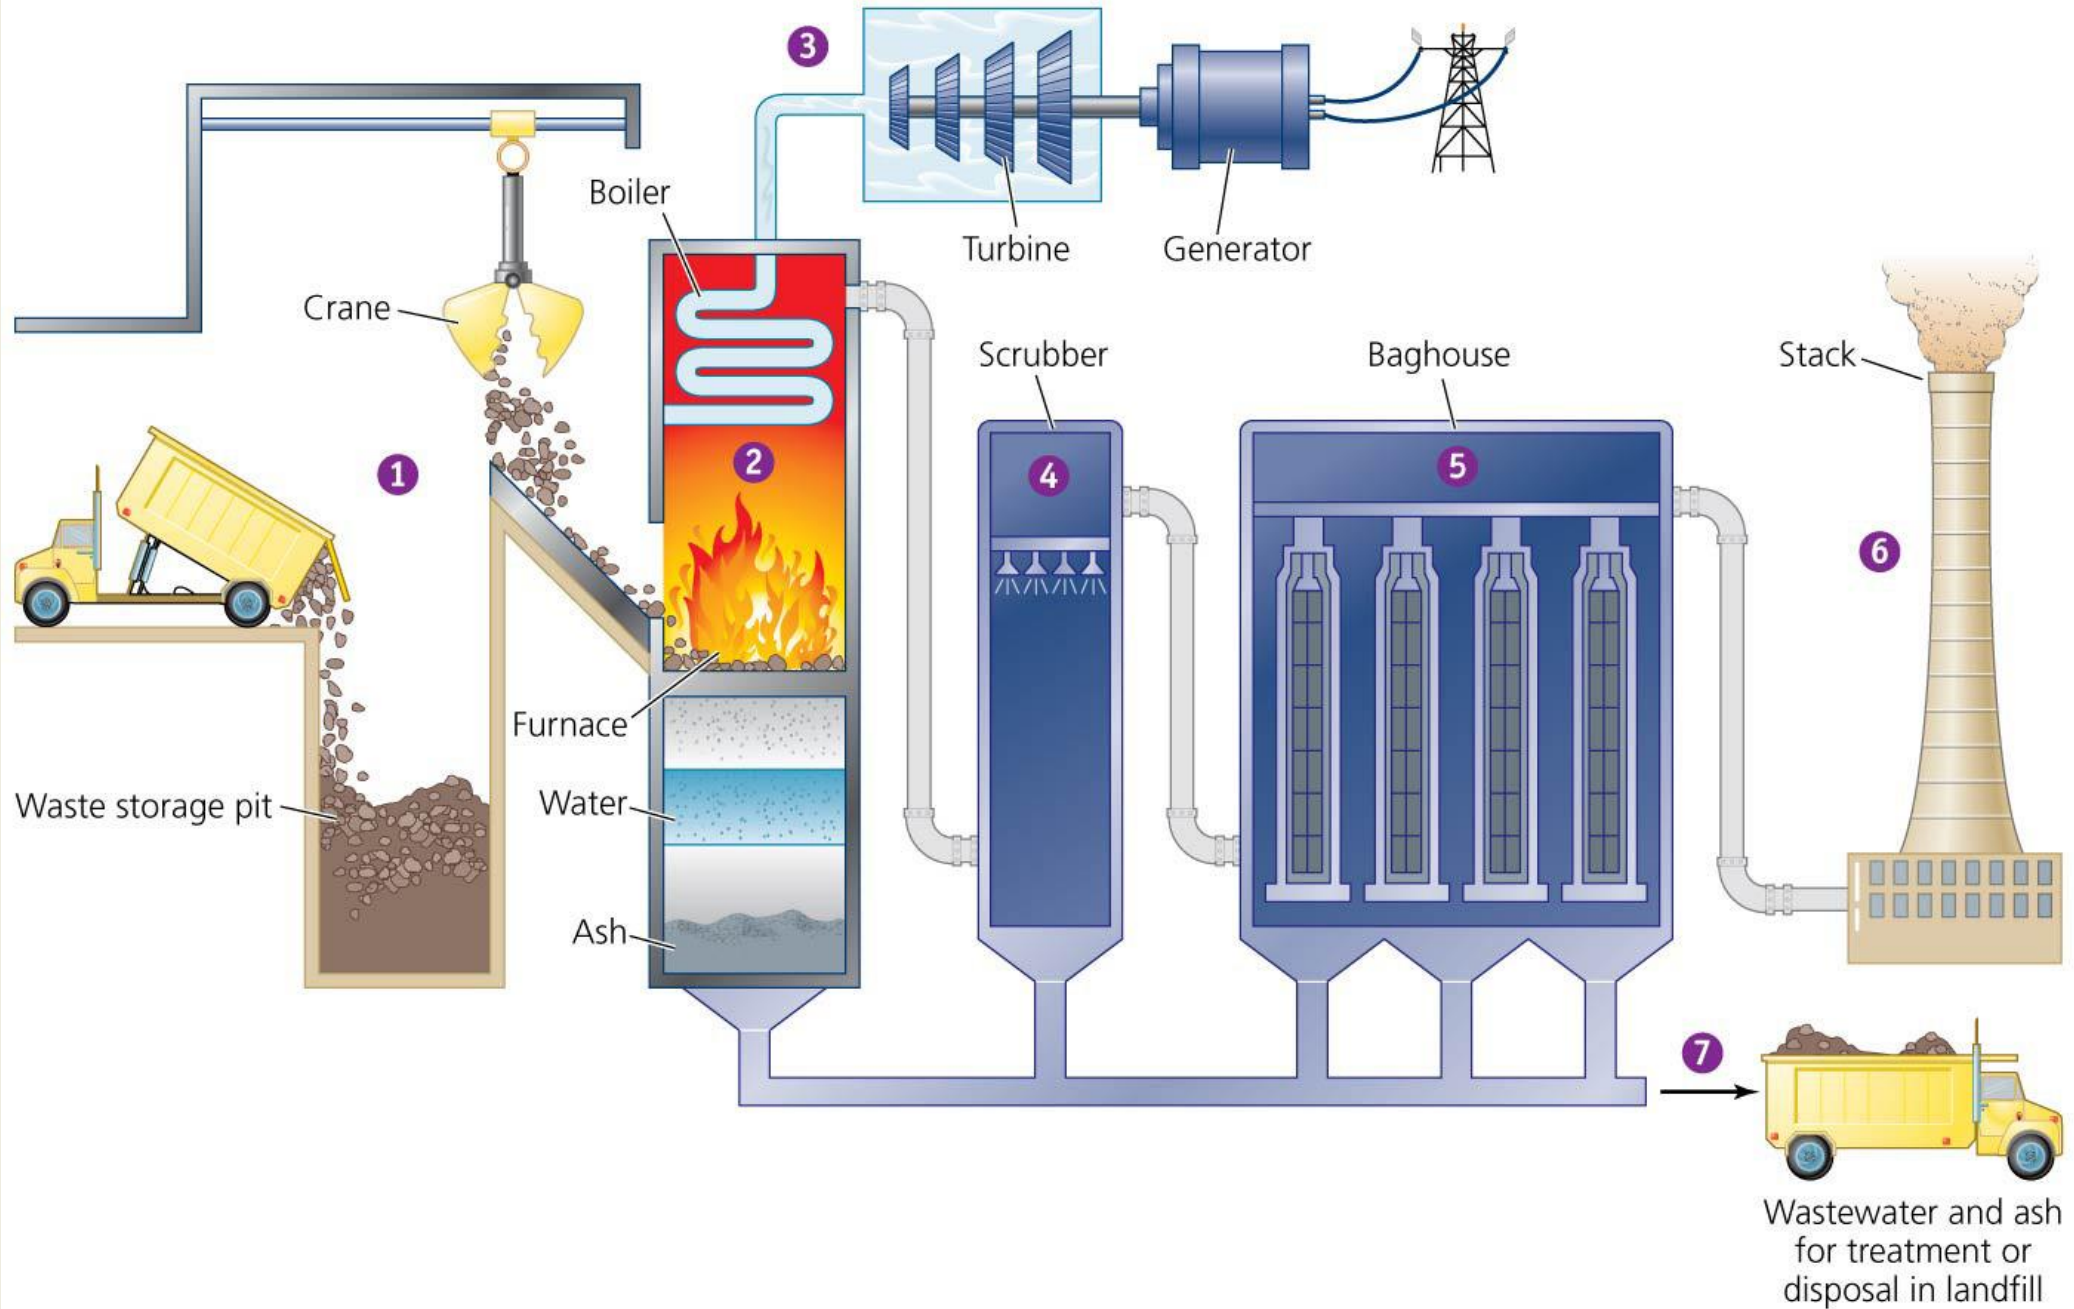 3
Boiler
Turbine
Generator
Crane
Scrubber
Baghouse
Stack
1
2
4
5
6
Furnace
Waste storage pit
Water
Ash
7
Wastewater and ash
for treatment or
disposal in landfill